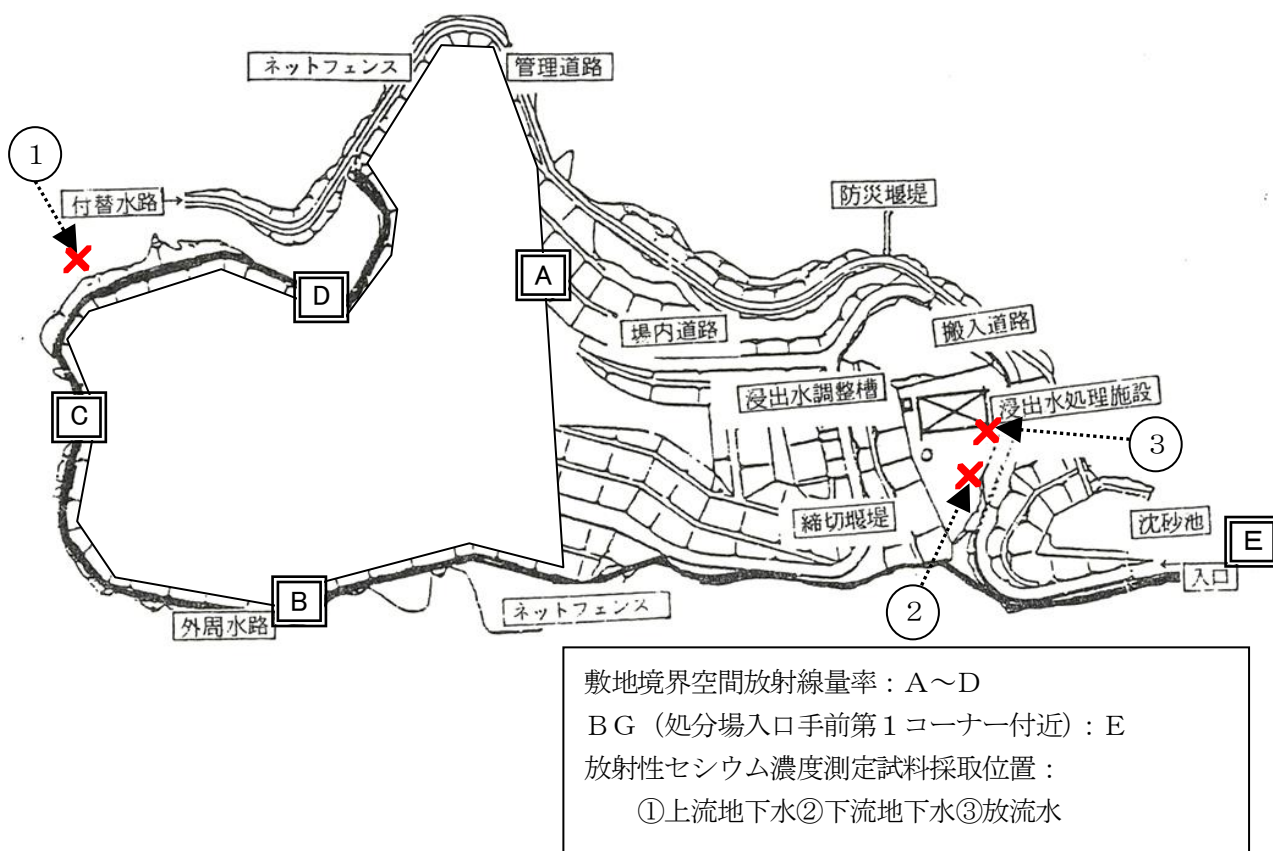 ネットフェンス
管理道路
①
付替水路
防災堰堤
A
D
場内道路
搬入道路
C
浸出水調整槽
浸出水処理施設
③
締切堰堤
沈砂池
E
入口
B
②
外周水路
ネットフェンス
敷地境界空間放射線量率：A～D
BG（処分場入口手前第1コーナー付近）：E
放射性セシウム濃度測定試料採取位置：
①上流地下水②下流地下水③放流水